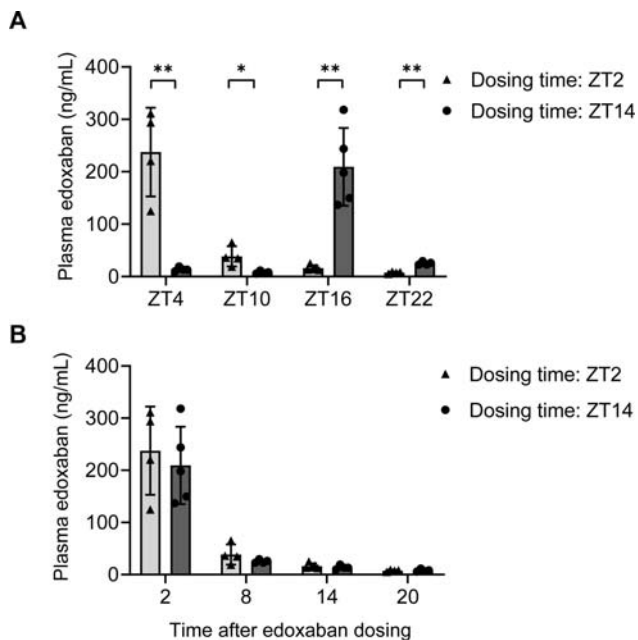 A
** * ** **
Plasma edoxaban (ng/mL)
400
300
200
100
0
ZT4 ZT10 ZT16 ZT22
Dosing time: ZT2
Dosing time: ZT14
B
Plasma edoxaban (ng/mL)
400
300
200
100
0
2 8 14 20
Time after edoxaban dosing
Dosing time: ZT2
Dosing time: ZT14